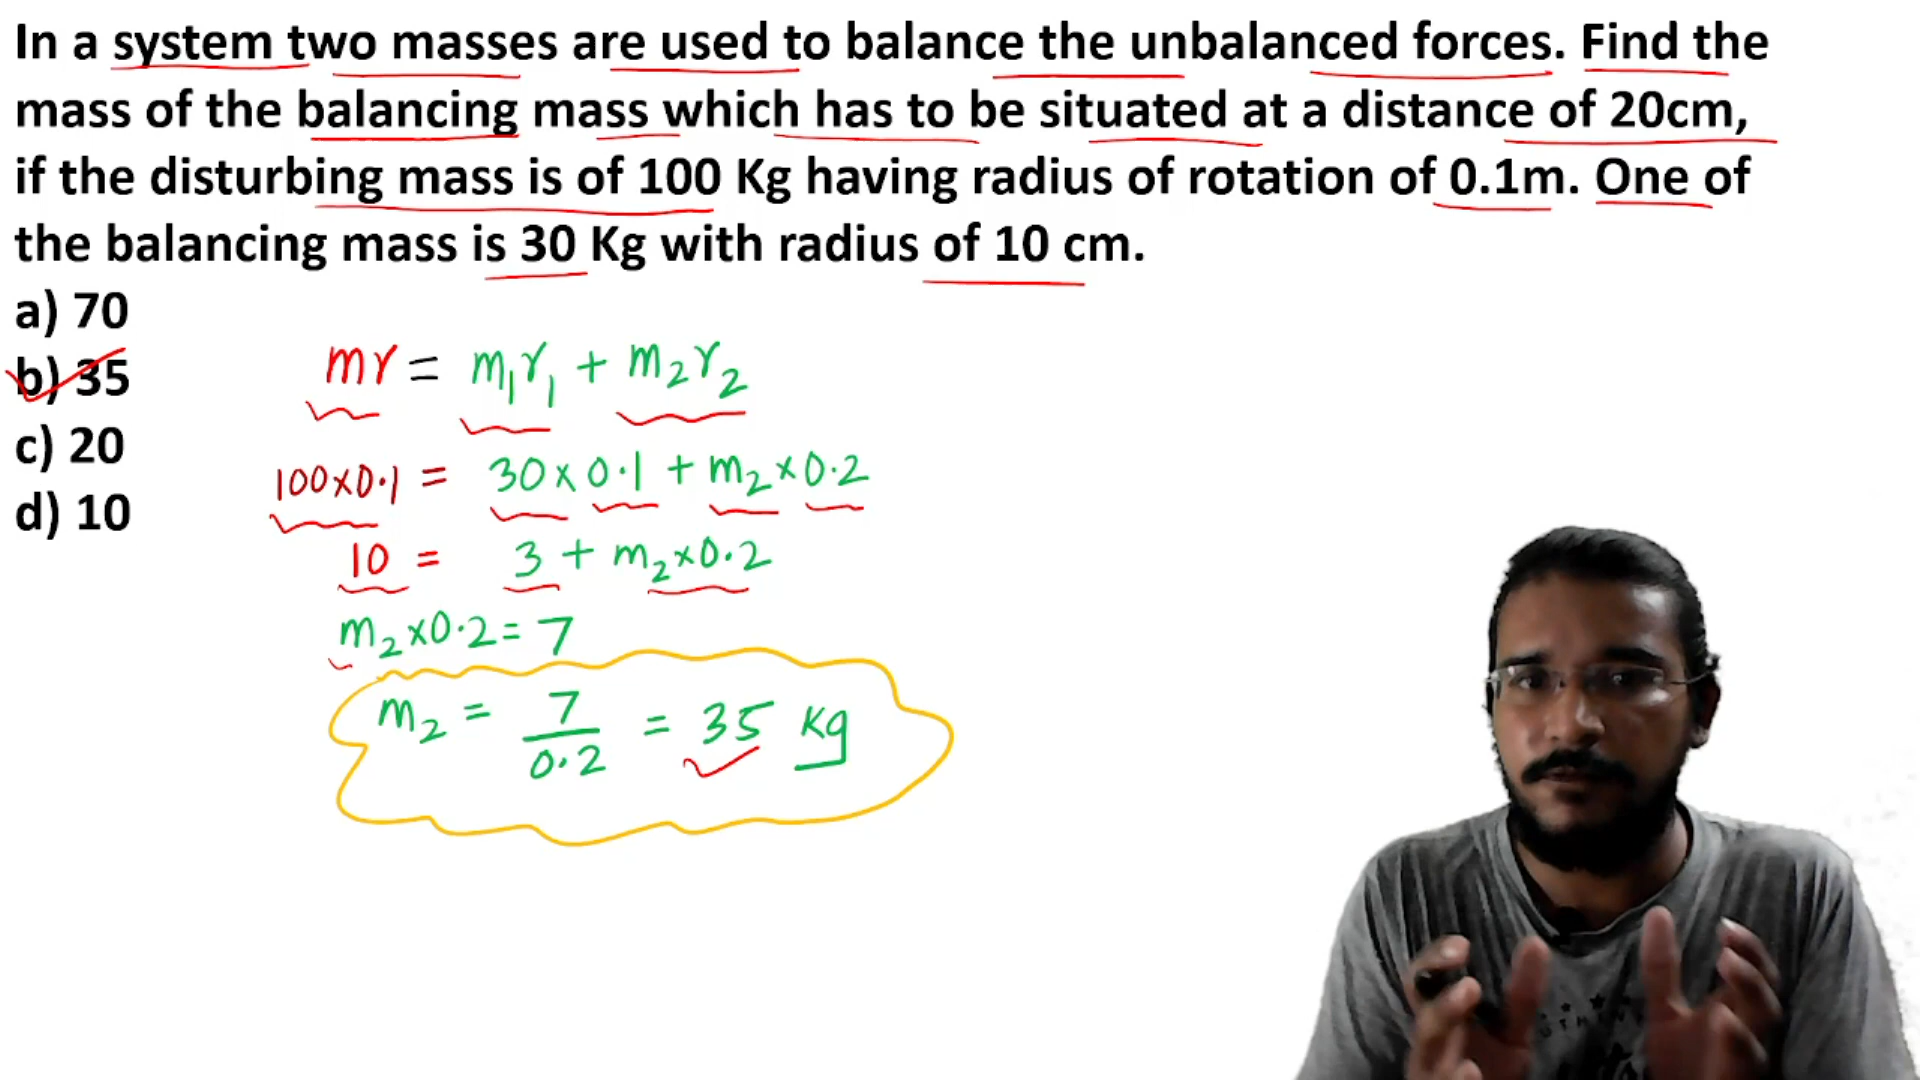 In a system two masses are used to balance the unbalanced forces. Find the
mass of the balancing mass which has to be situated at a distance of 20cm,
if the disturbing mass is of 100 Kg having radius of rotation of 0.1m. One of
the balancing mass is 30 Kg with radius of 10 cm.
a) 70
b) 35
c) 20
d) 10
mr = m₁r₁ + m₂r₂
100×0.1 = 30×0.1 + m₂×0.2
10 = 3 + m₂×0.2
m₂×0.2=7
m₂ = 7/0.2 = 35 Kg